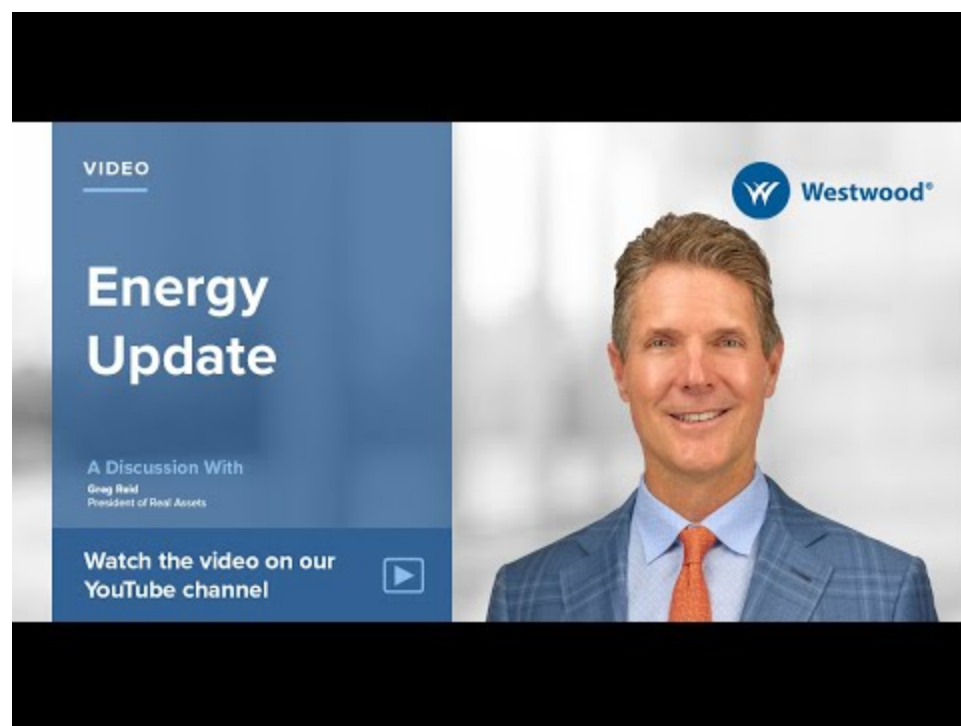 VIDEO
Westwood®
Energy
Update
A Discussion With
Greg Reid
President of Real Assets
Watch the video on our
YouTube channel